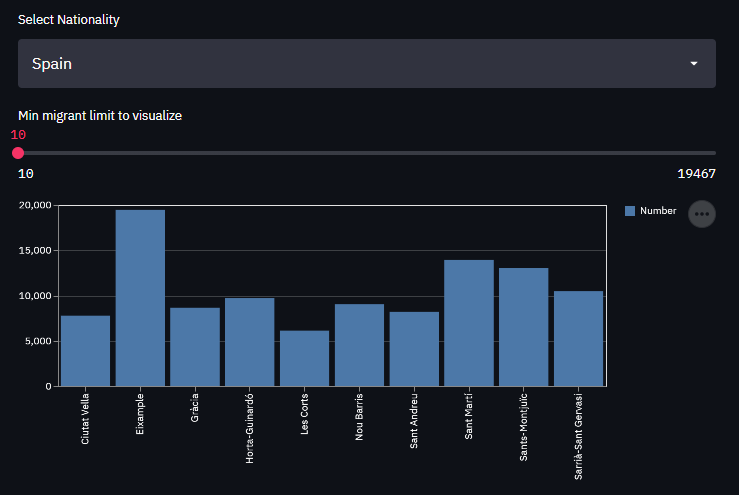 Select Nationality
Spain
Min migrant limit to visualize
10
10 19467
20,000
15,000
10,000
5,000
0
Number
Ciutat Vella
Eixample
Gràcia
Horta-Guinardó
Les Corts
Nou Barris
Sant Andreu
Sant Martí
Sants-Montjuïc
Sarrià-Sant Gervasi